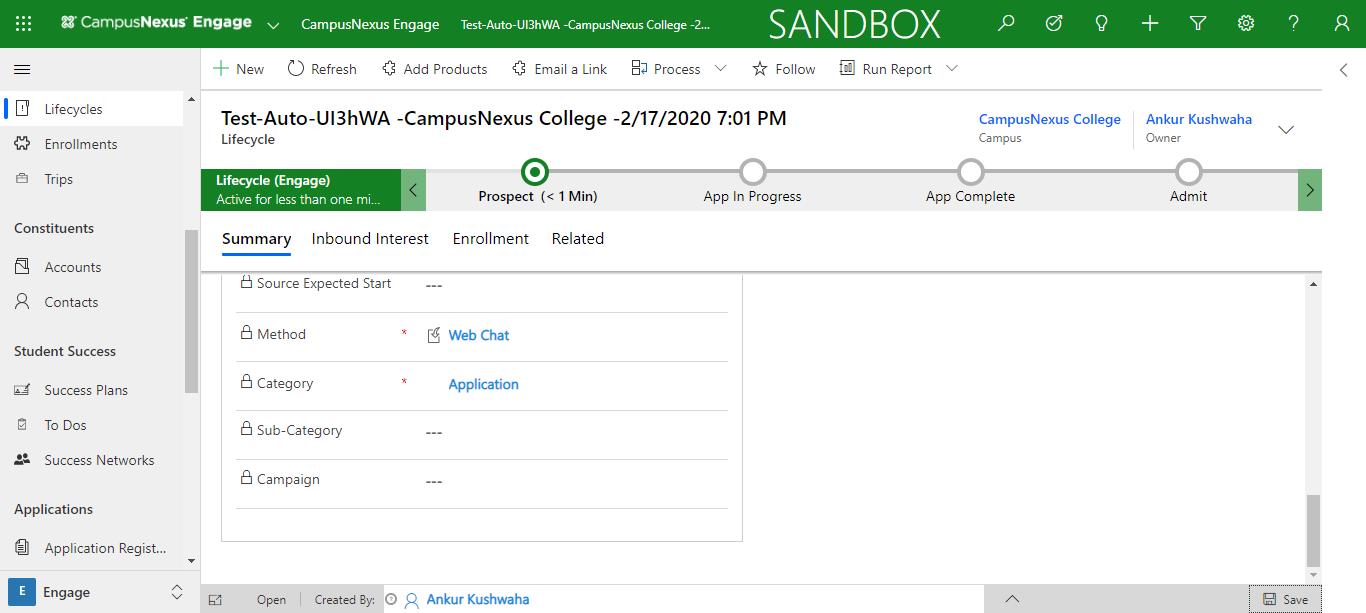 CampusNexus® Engage
CampusNexus Engage
Test-Auto-UI3hWA -CampusNexus College -2...
SANDBOX
New
Refresh
Add Products
Email a Link
Process
Follow
Run Report
Lifecycles
Enrollments
Trips
Constituents
Accounts
Contacts
Student Success
Success Plans
To Dos
Success Networks
Applications
Application Regist...
E
Engage
Test-Auto-UI3hWA -CampusNexus College -2/17/2020 7:01 PM
Lifecycle
CampusNexus College
Campus
Ankur Kushwaha
Owner
Lifecycle (Engage)
Active for less than one mi...
Prospect (< 1 Min)
App In Progress
App Complete
Admit
Summary
Inbound Interest
Enrollment
Related
Source Expected Start
---
Method
*
Web Chat
Category
*
Application
Sub-Category
---
Campaign
---
Open
Created By:
Ankur Kushwaha
Save